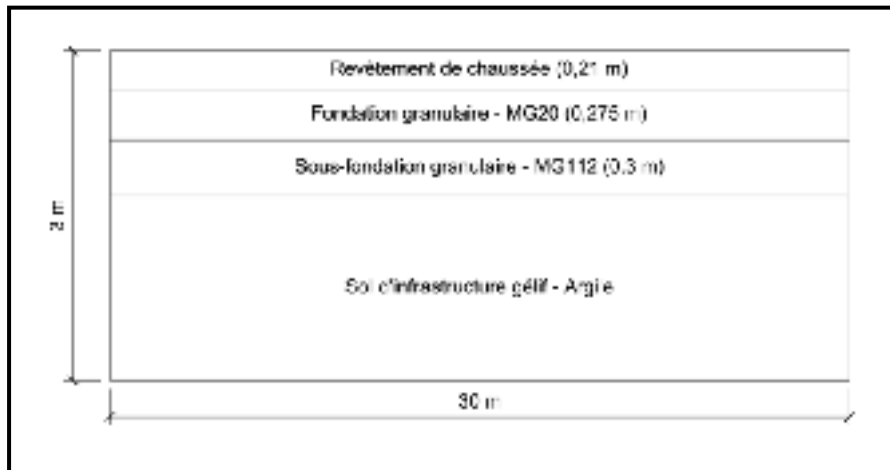 Revêtement de chaussée (0,21 m)
Fondation granulaire - MG20 (0,275 m)
Sous-fondation granulaire - MG112 (0.3 m)
2 m
Sol d'infrastructure gélif - Argile
30 m